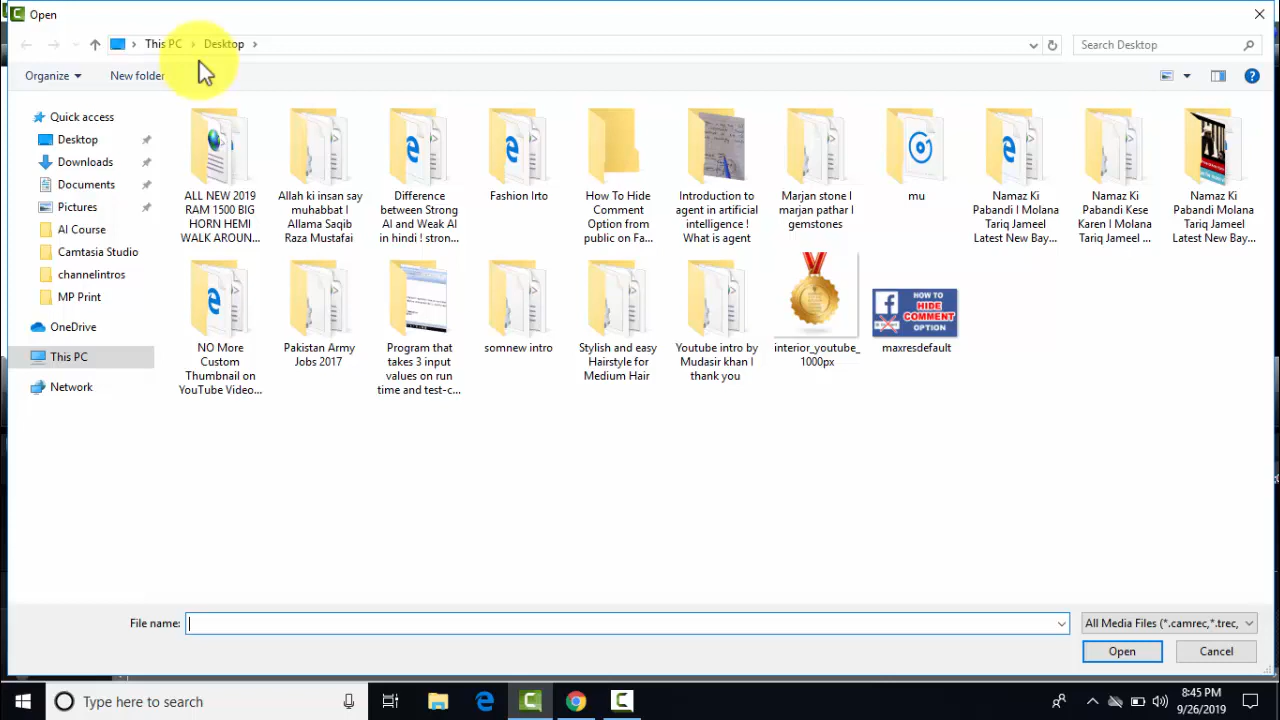 Open
This PC
Desktop
Search Desktop
Organize
New folder
Quick access
Desktop
Downloads
Documents
Pictures
AI Course
Camtasia Studio
channelintros
MP Print
OneDrive
This PC
Network
ALL NEW 2019
RAM 1500 BIG
HORN HEMI
WALK AROUN...
Allah ki insan say
muhabbat I
Allama Saqib
Raza Mustafai
Difference
between Strong
AI and Weak AI
in hindi ! stron...
Fashion Irto
How To Hide
Comment
Option from
public on Fa...
Introduction to
agent in artificial
intelligence !
What is agent
Marjan stone I
marjan pathar I
gemstones
mu
Namaz Ki
Pabandi I Molana
Tariq Jameel
Latest New Bay...
Namaz Ki
Pabandi Kese
Karen I Molana
Tariq Jameel ...
Namaz Ki
Pabandi Molana
Tariq Jameel
Latest New Bay...
NO More
Custom
Thumbnail on
YouTube Video...
Pakistan Army
Jobs 2017
Program that
takes 3 input
values on run
time and test-c...
somnew intro
Stylish and easy
Hairstyle for
Medium Hair
Youtube intro by
Mudasir khan I
thank you
interior_youtube_
1000px
HOW TO
HIDE
COMMENT
OPTION
maxresdefault
File name:
All Media Files (*.camrec,*.trec,
Open
Cancel
Type here to search
8:45 PM
9/26/2019